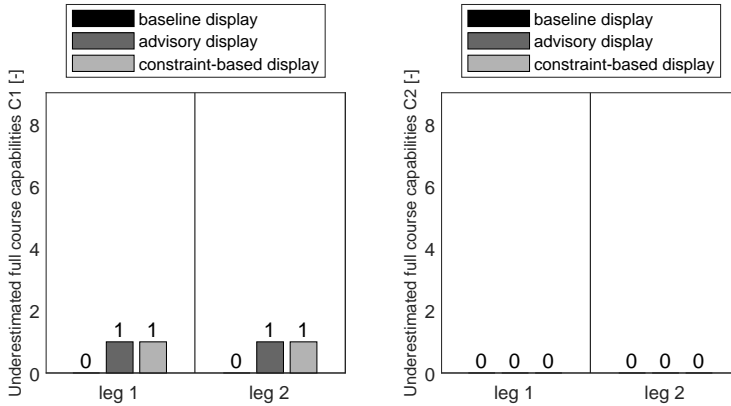 baseline display
advisory display
constraint-based display
Underestimated full course capabilities C1 [-]
8
6
4
2
0
0 1 1 0 1 1
leg 1 leg 2
baseline display
advisory display
constraint-based display
Underestimated full course capabilities C2 [-]
8
6
4
2
0
0 0 0 0 0 0
leg 1 leg 2